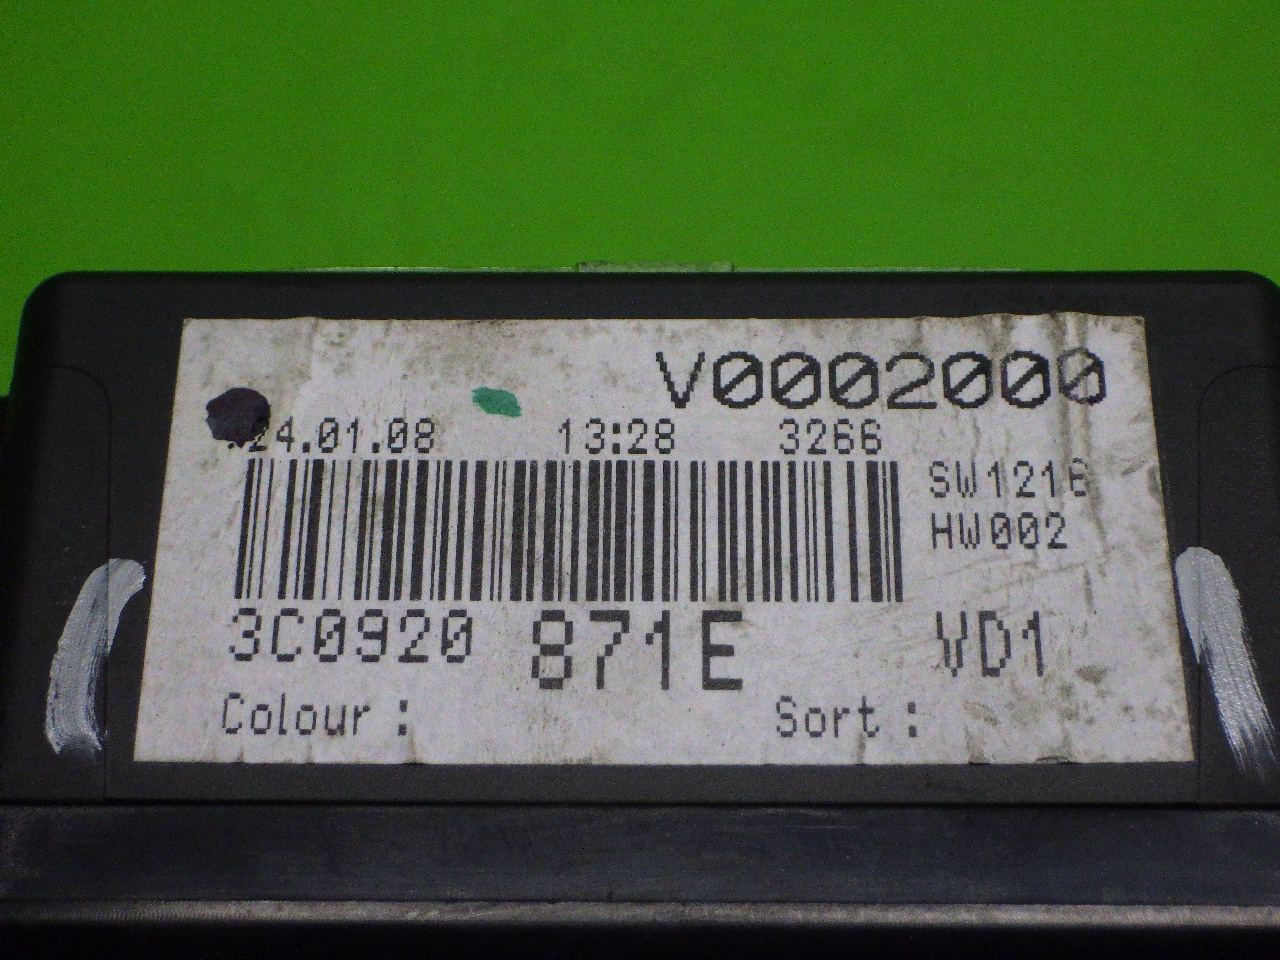 V0002000
24.01.08 13:28 3266
SW1216
HW002
3C0920 871E VD1
Colour : Sort :